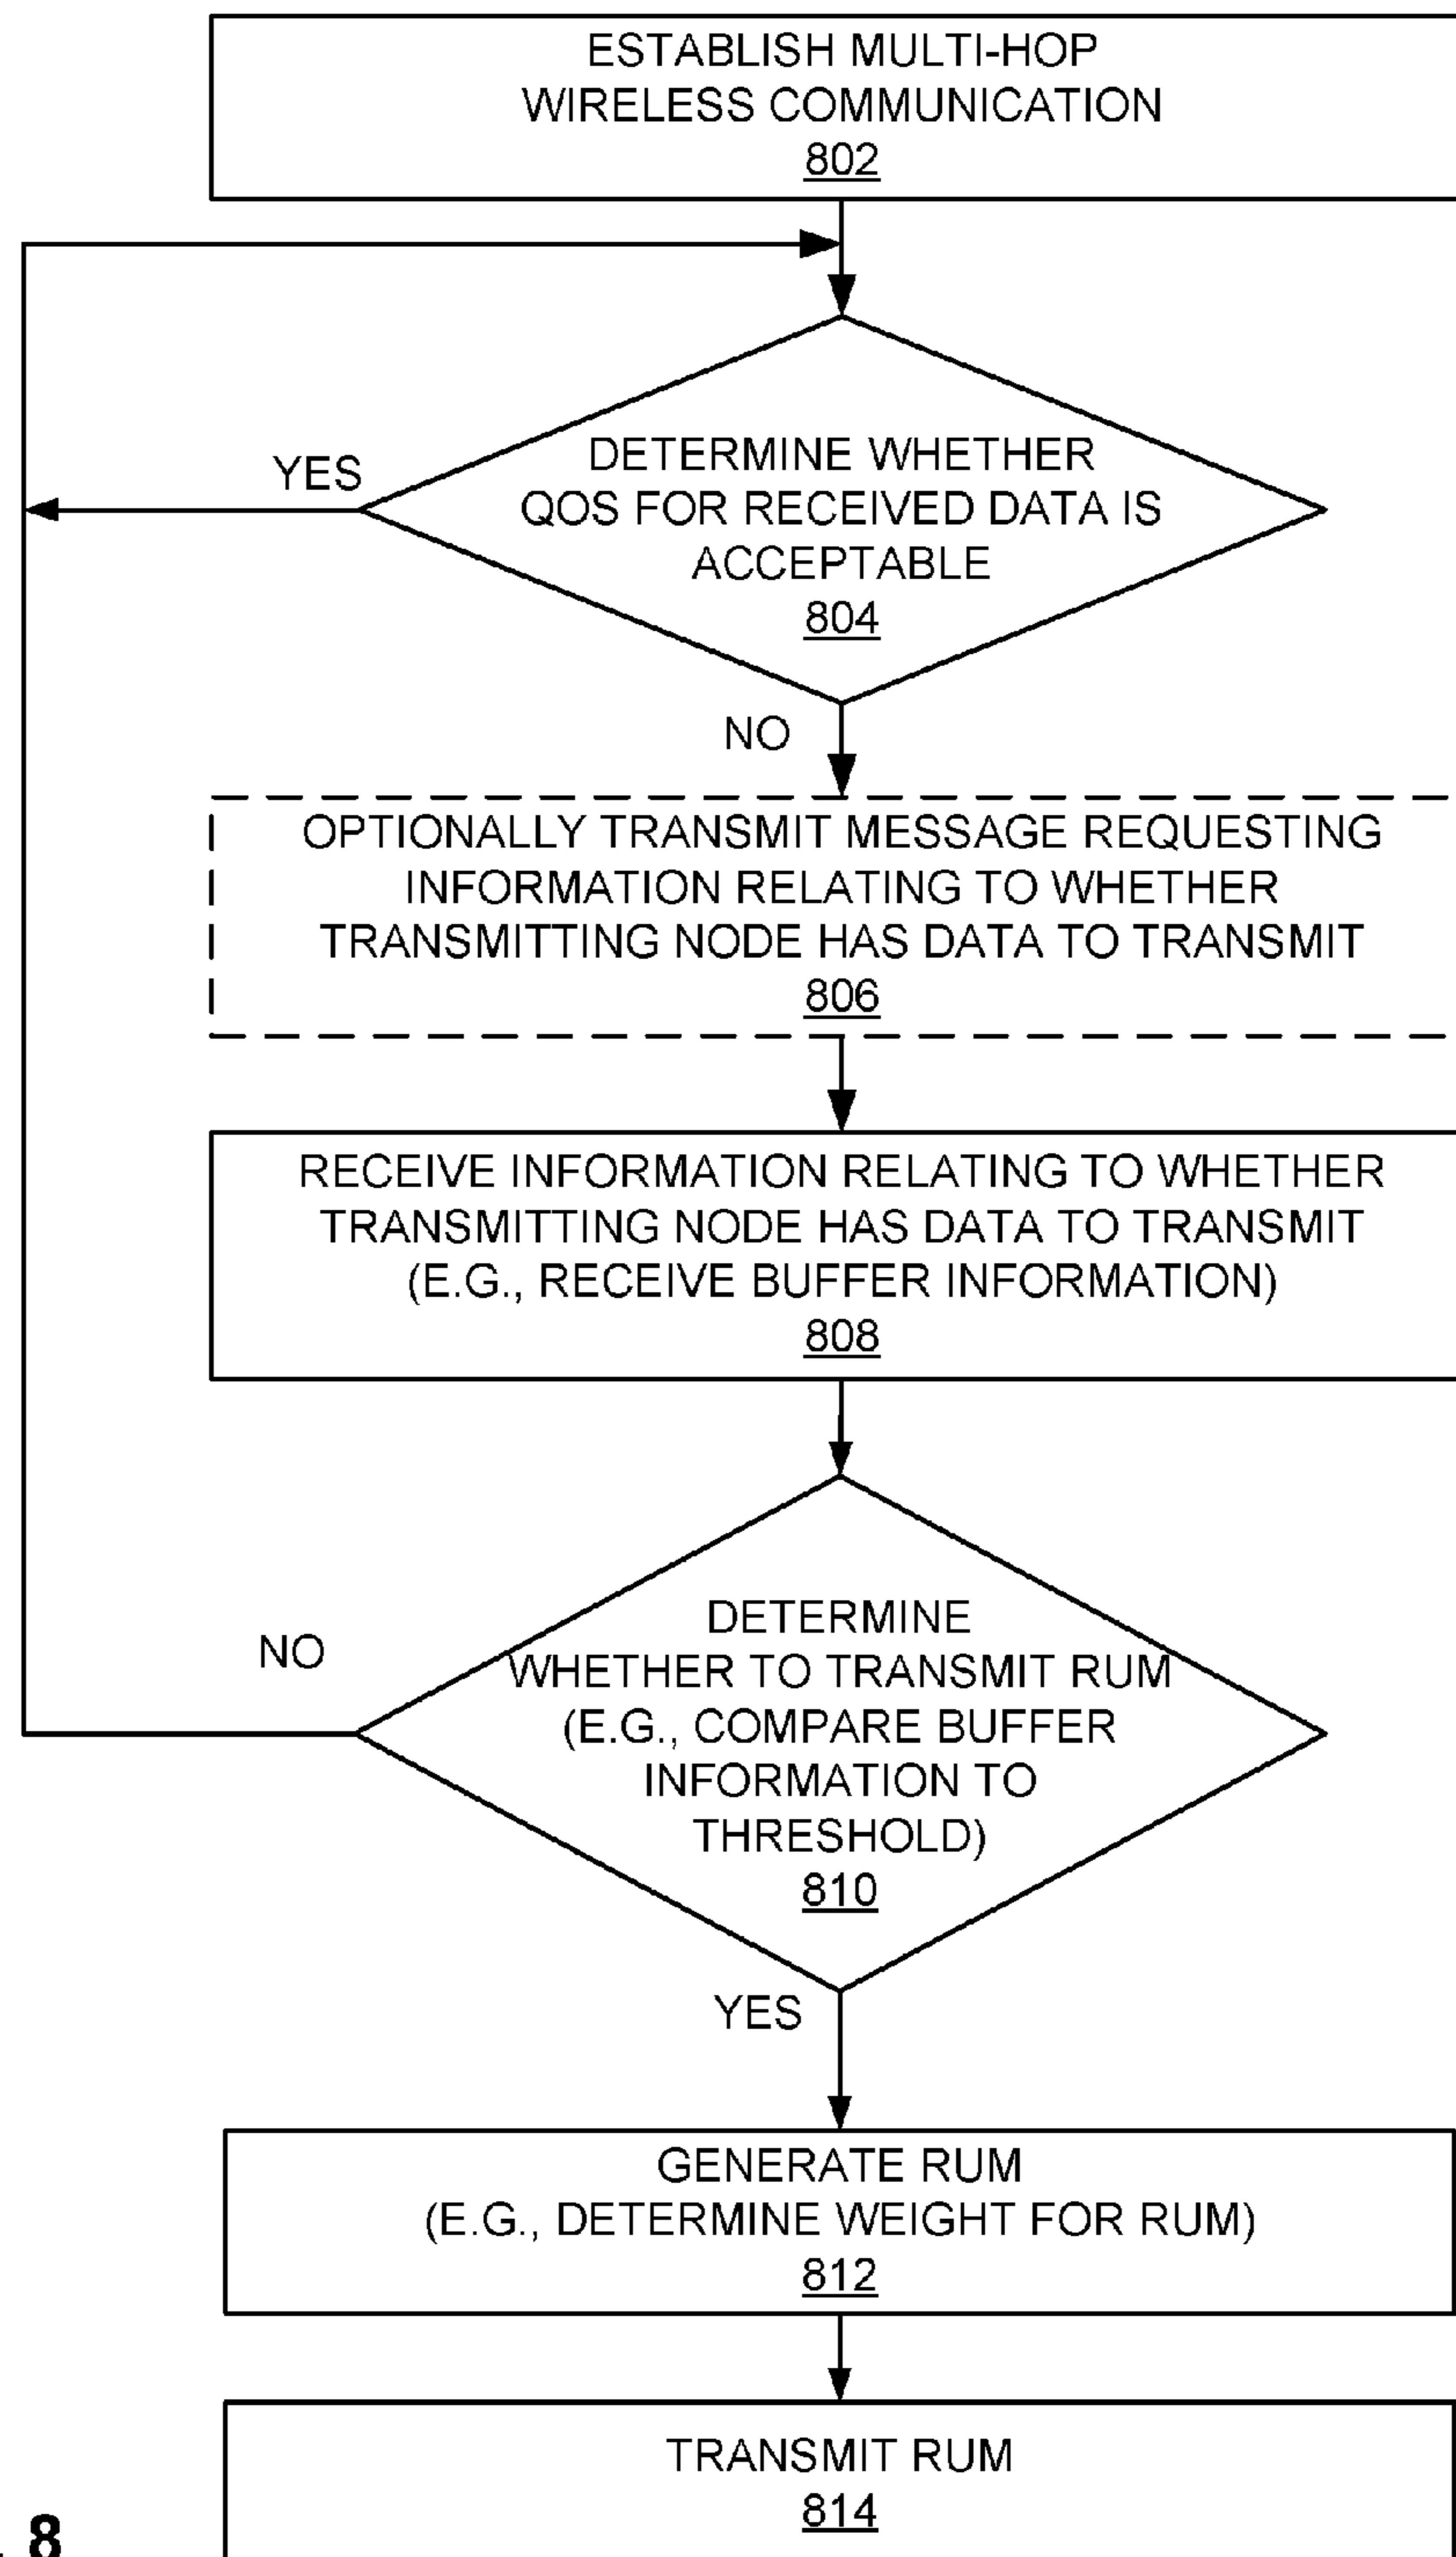 ESTABLISH MULTI-HOP
WIRELESS COMMUNICATION
802
YES
DETERMINE WHETHER
QOS FOR RECEIVED DATA IS
ACCEPTABLE
804
NO
OPTIONALLY TRANSMIT MESSAGE REQUESTING
INFORMATION RELATING TO WHETHER
TRANSMITTING NODE HAS DATA TO TRANSMIT
806
RECEIVE INFORMATION RELATING TO WHETHER
TRANSMITTING NODE HAS DATA TO TRANSMIT
(E.G., RECEIVE BUFFER INFORMATION)
808
NO
DETERMINE
WHETHER TO TRANSMIT RUM
(E.G., COMPARE BUFFER
INFORMATION TO
THRESHOLD)
810
YES
GENERATE RUM
(E.G., DETERMINE WEIGHT FOR RUM)
812
TRANSMIT RUM
814
. 8